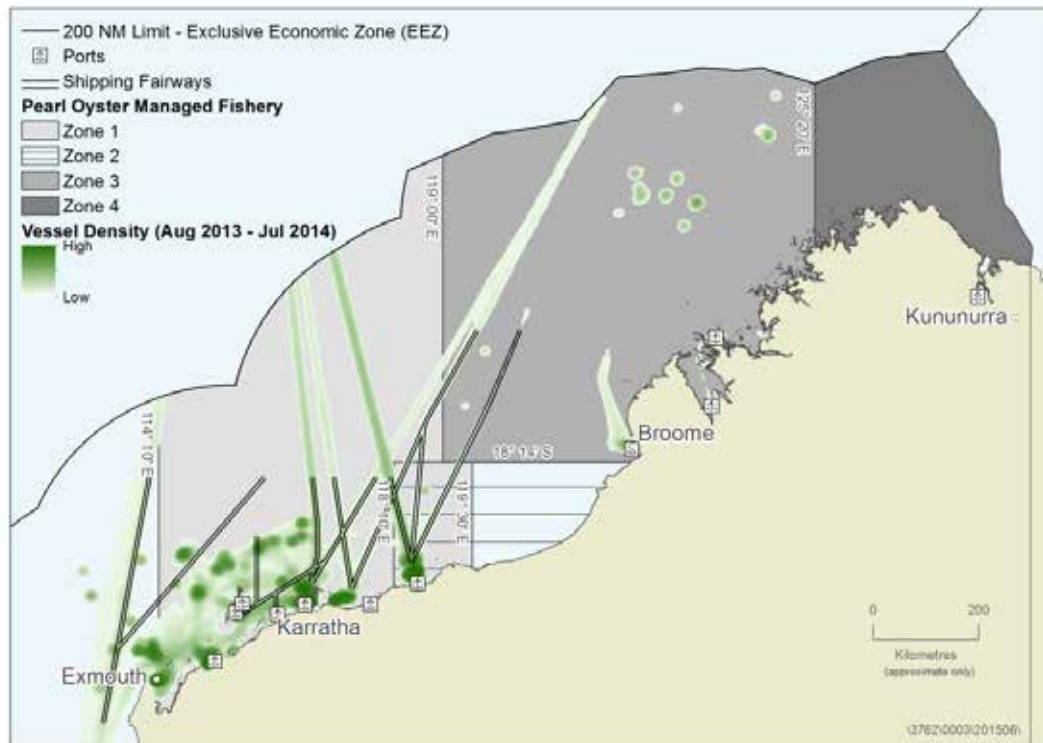 200 NM Limit - Exclusive Economic Zone (EEZ)
Ports
Shipping Fairways
Pearl Oyster Managed Fishery
Zone 1
Zone 2
Zone 3
Zone 4
Vessel Density (Aug 2013 - Jul 2014)
High
Low
119° 00' E
125° 20' E
114° 10' E
18° 14' S
118° 10' E
119° 30' E
Kununurra
Broome
Karratha
Exmouth
0
200
Kilometres
(approximate only)
\3762\0003\201506\